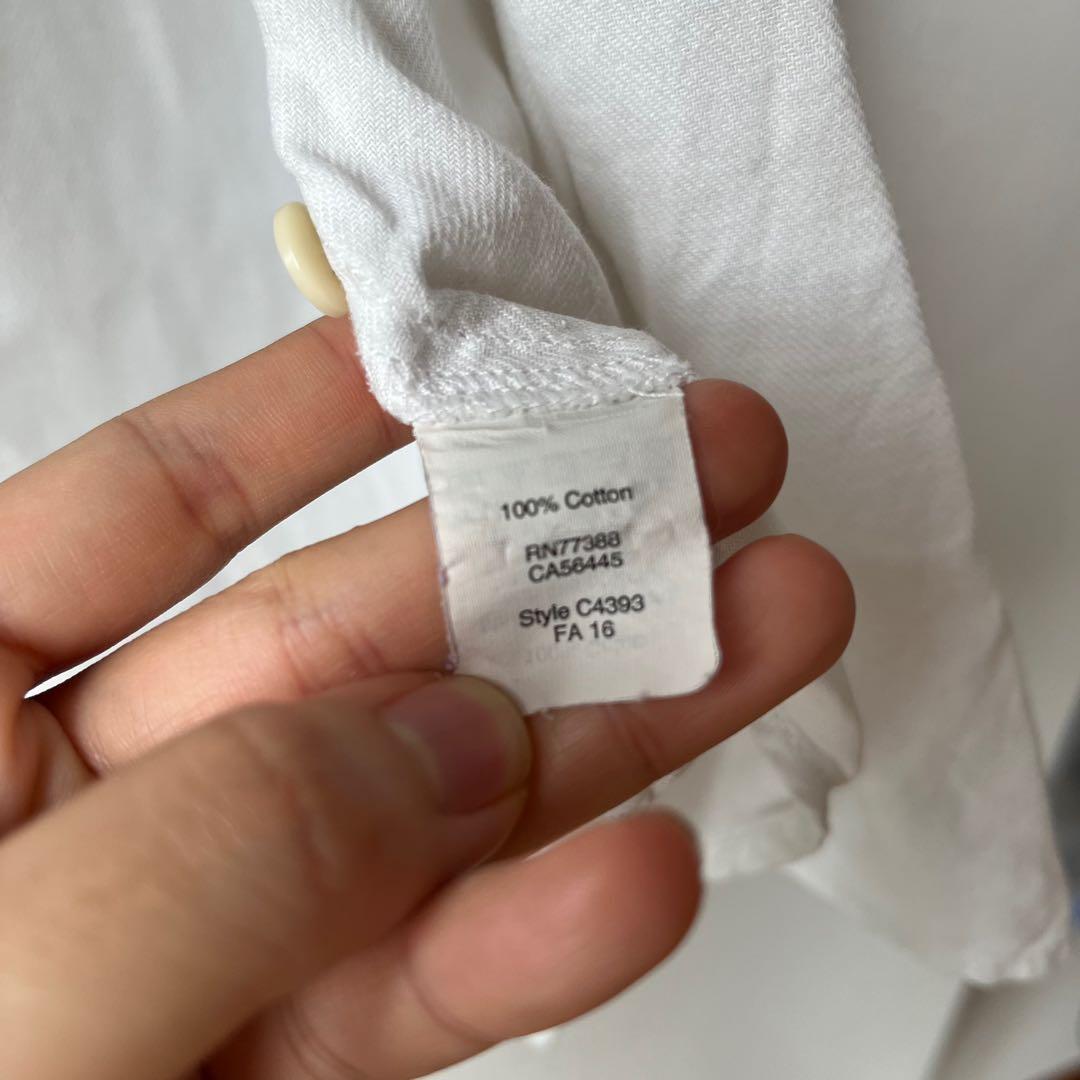 100% Cotton
RN77388
CA56445
Style C4393
FA 16